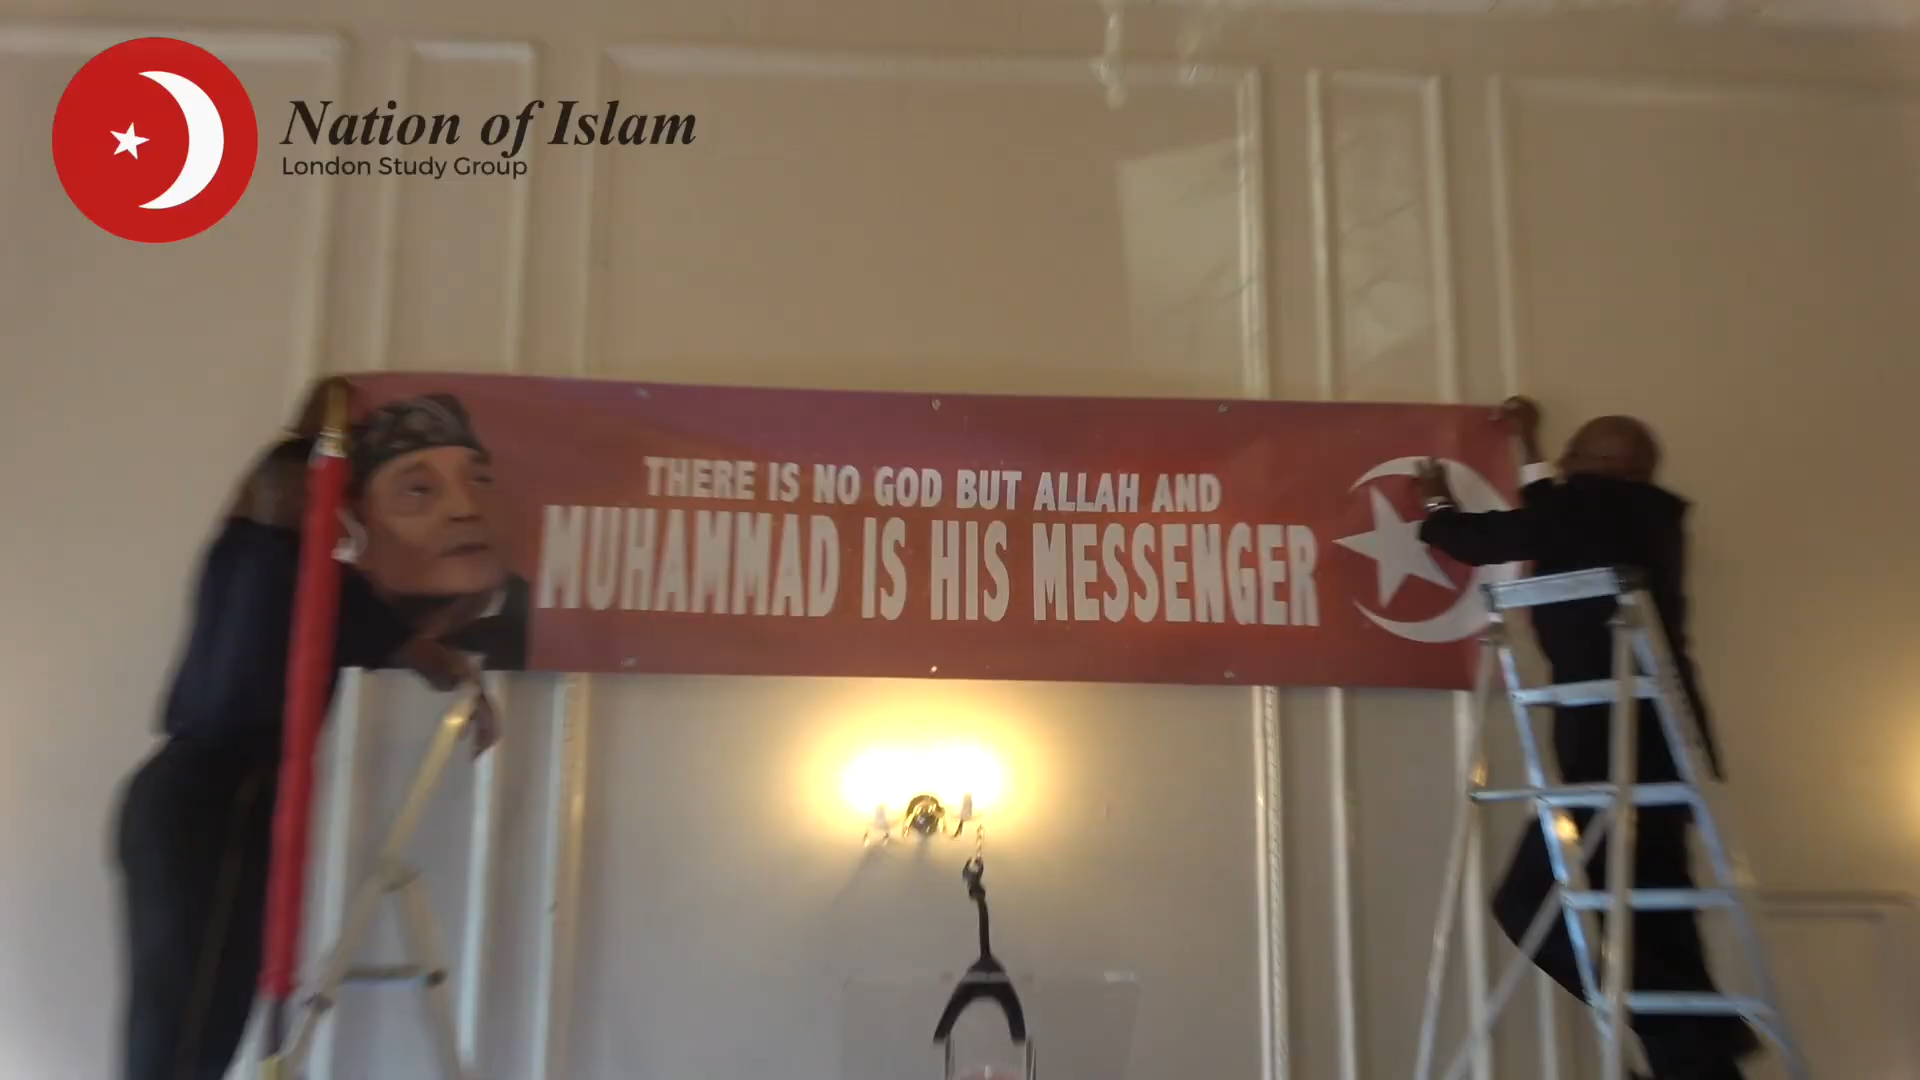 Nation of Islam
London Study Group
THERE IS NO GOD BUT ALLAH AND
MUHAMMAD IS HIS MESSENGER